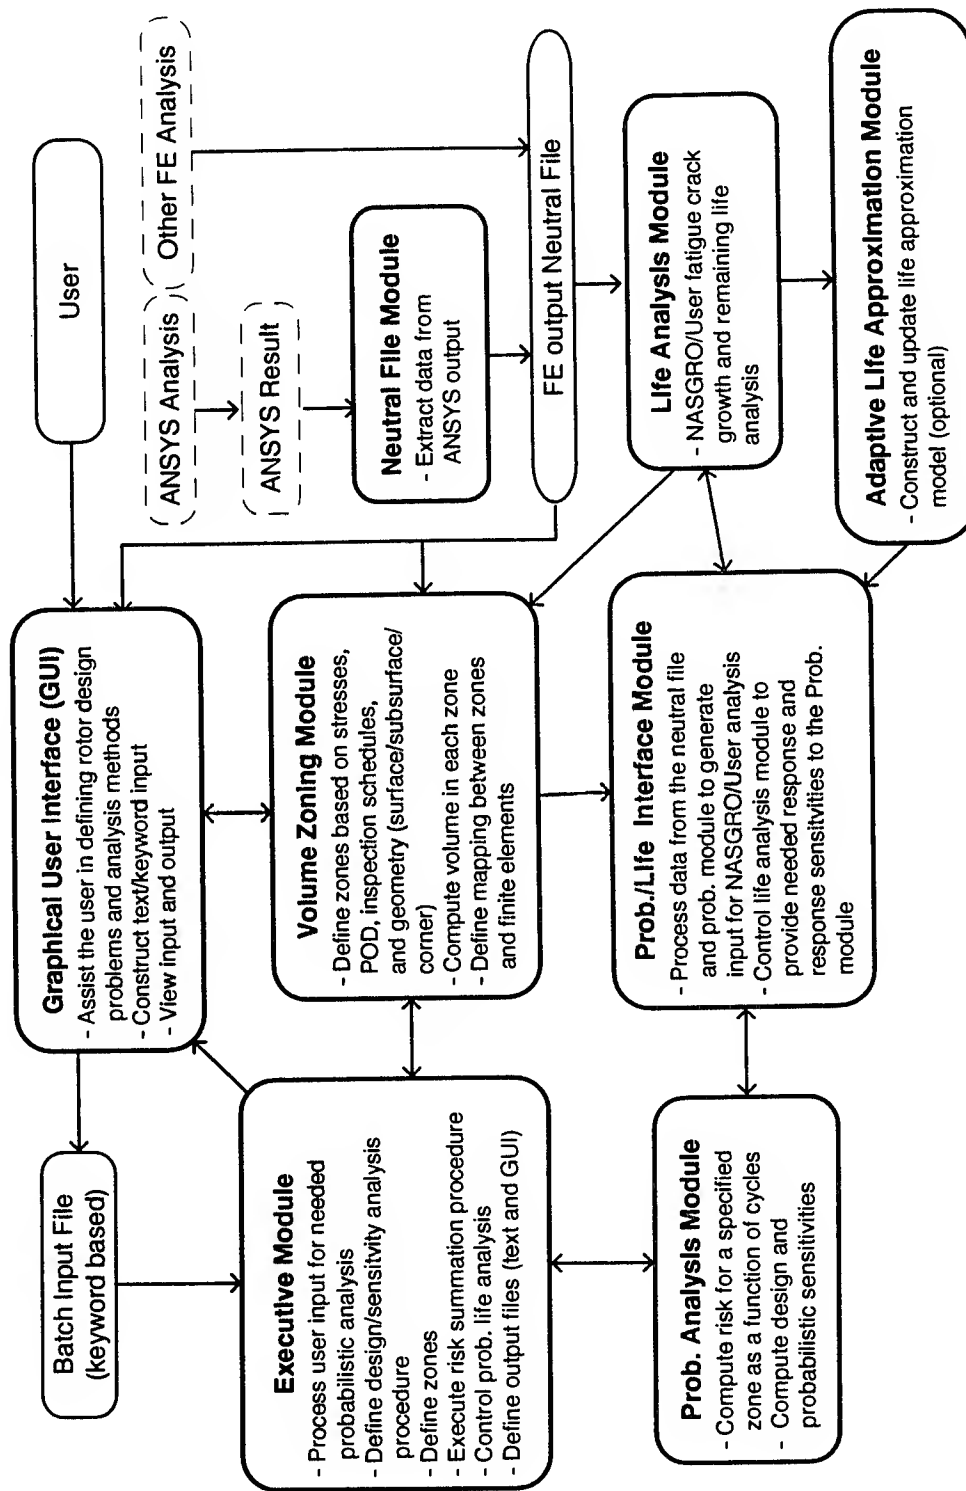 User
Graphical User Interface (GUI)
- Assist the user in defining rotor design
problems and analysis methods
- Construct text/keyword input
- View input and output
Batch Input File
(keyword based)
ANSYS Analysis
Other FE Analysis
ANSYS Result
Neutral File Module
- Extract data from
ANSYS output
FE output Neutral File
Executive Module
- Process user input for needed
probabilistic analysis
- Define design/sensitvity analysis
procedure
- Define zones
- Execute risk summation procedure
- Control prob. life analysis
- Define output files (text and GUI)
Volume Zoning Module
- Define zones based on stresses,
POD, inspection schedules,
and geometry (surface/subsurface/
corner)
- Compute volume in each zone
- Define mapping between zones
and finite elements
Life Analysis Module
- NASGRO/User fatigue crack
growth and remaining life
analysis
Prob. Analysis Module
- Compute risk for a specified
zone as a function of cycles
- Compute design and
probabilistic sensitivities
Prob./Life Interface Module
- Process data from the neutral file
and prob. module to generate
input for NASGRO/User analysis
- Control life analysis module to
provide needed response and
response sensitvities to the Prob.
module
Adaptive Life Approximation Module
- Construct and update life approximation
model (optional)